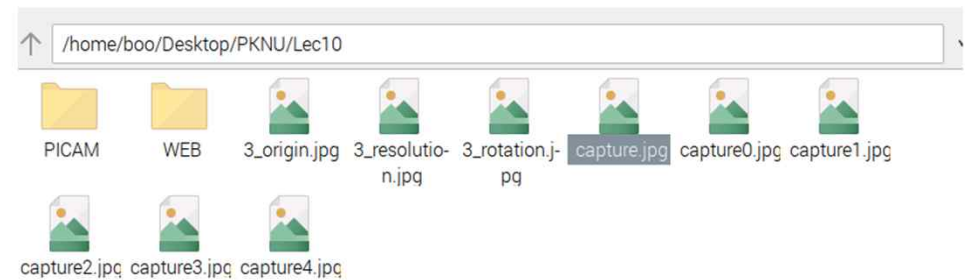 /home/boo/Desktop/PKNU/Lec10
PICAM WEB 3_origin.jpg 3_resolutio- 3_rotation.j- capture.jpg capture0.jpg capture1.jpg
n.jpg pg
capture2.jpg capture3.jpg capture4.jpg